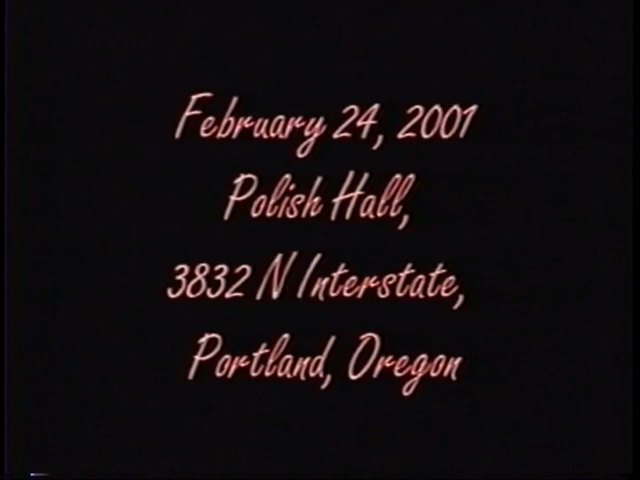 February 24, 2001
Polish Hall,
3832 N Interstate,
Portland, Oregon